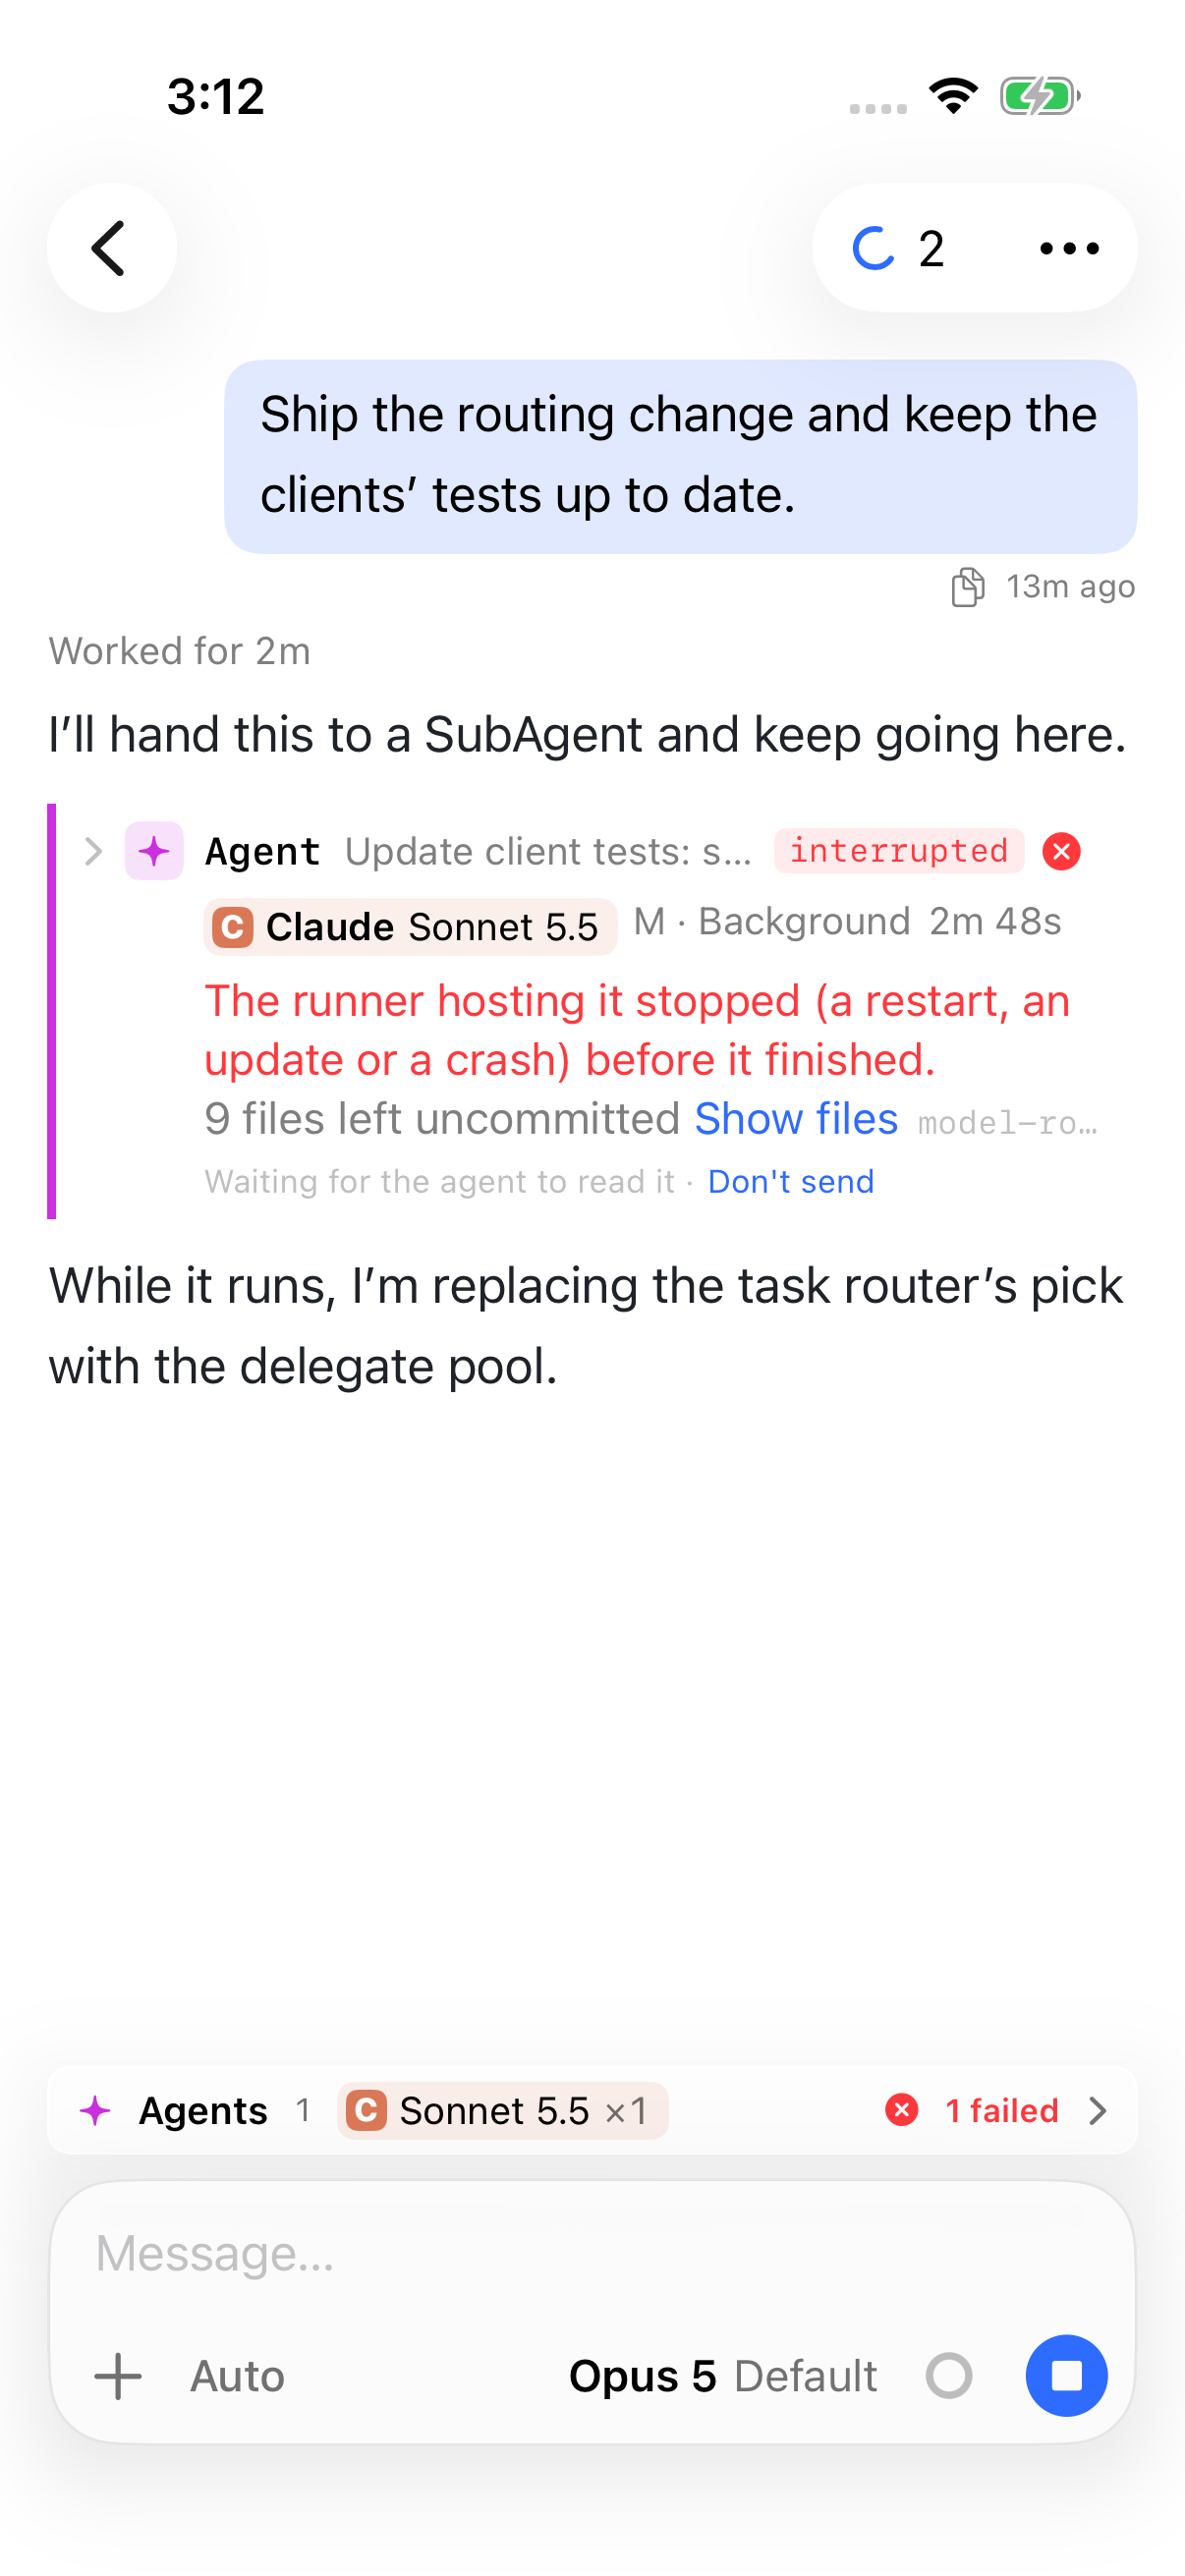 3:12
2
Ship the routing change and keep the
clients’ tests up to date.
13m ago
Worked for 2m
I’ll hand this to a SubAgent and keep going here.
Agent Update client tests: s... interrupted
C Claude Sonnet 5.5 M · Background 2m 48s
The runner hosting it stopped (a restart, an
update or a crash) before it finished.
9 files left uncommitted Show files model-ro...
Waiting for the agent to read it · Don't send
While it runs, I’m replacing the task router’s pick
with the delegate pool.
Agents 1 C Sonnet 5.5 ×1 1 failed
Message...
Auto Opus 5 Default